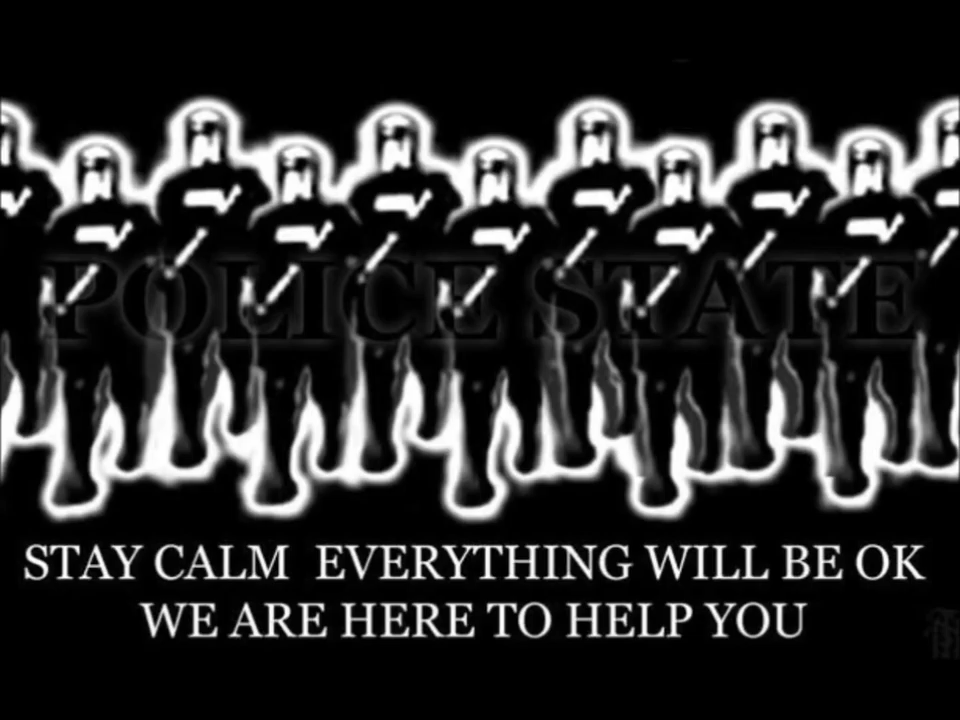 POLICE STATE
STAY CALM EVERYTHING WILL BE OK
WE ARE HERE TO HELP YOU